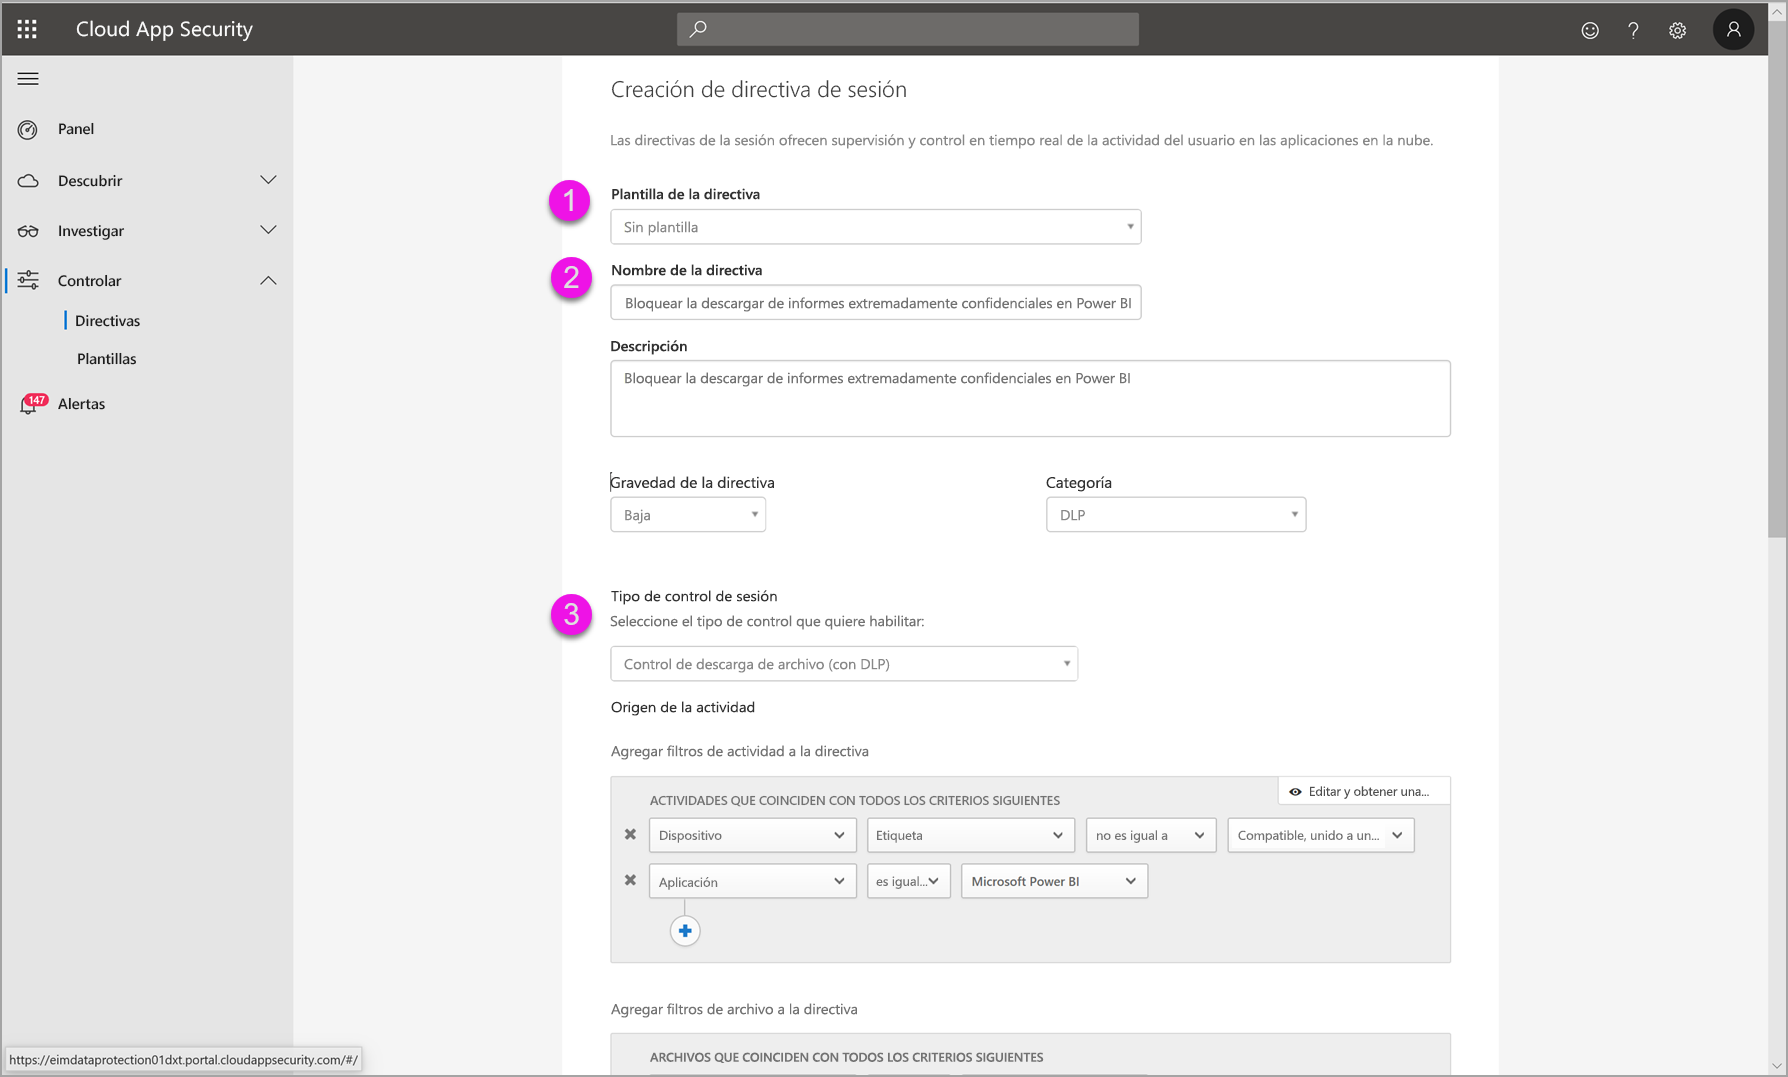 Cloud App Security
Panel
Descubrir
Investigar
Controlar
Directivas
Plantillas
147
Alertas
Creación de directiva de sesión
Las directivas de la sesión ofrecen supervisión y control en tiempo real de la actividad del usuario en las aplicaciones en la nube.
1
Plantilla de la directiva
Sin plantilla
2
Nombre de la directiva
Bloquear la descargar de informes extremadamente confidenciales en Power BI
Descripción
Bloquear la descargar de informes extremadamente confidenciales en Power BI
Gravedad de la directiva
Categoría
Baja
DLP
3
Tipo de control de sesión
Seleccione el tipo de control que quiere habilitar:
Control de descarga de archivo (con DLP)
Origen de la actividad
Agregar filtros de actividad a la directiva
Editar y obtener una...
ACTIVIDADES QUE COINCIDEN CON TODOS LOS CRITERIOS SIGUIENTES
Dispositivo Etiqueta no es igual a Compatible, unido a un...
Aplicación es igual... Microsoft Power BI
Agregar filtros de archivo a la directiva
ARCHIVOS QUE COINCIDEN CON TODOS LOS CRITERIOS SIGUIENTES
https://eimdataprotection01dxt.portal.cloudappsecurity.com/#/